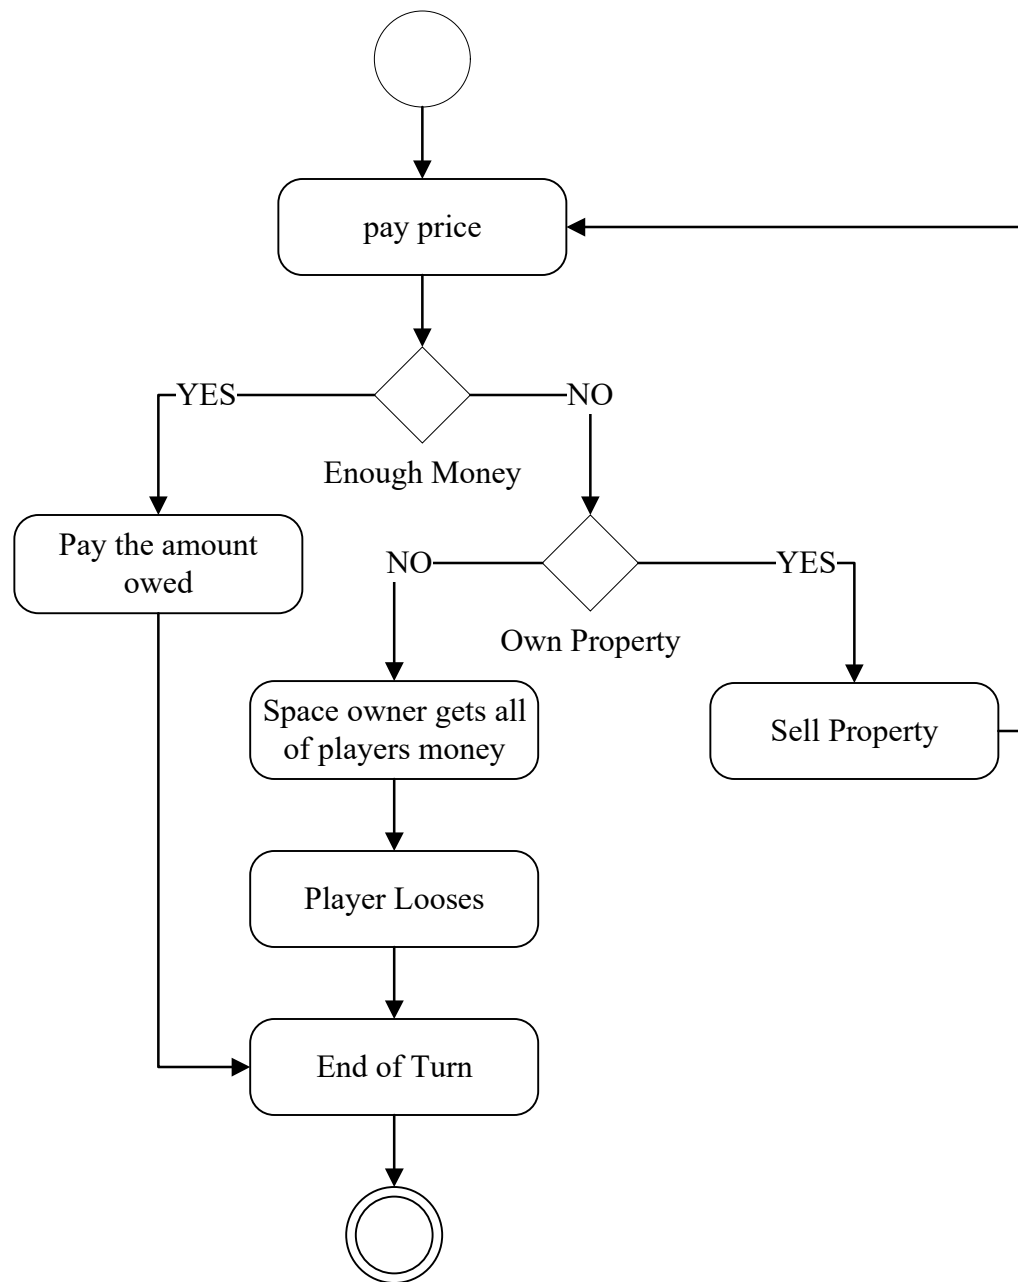 pay price
YES
NO
Enough Money
Pay the amount
owed
NO
YES
Own Property
Space owner gets all
of players money
Sell Property
Player Looses
End of Turn